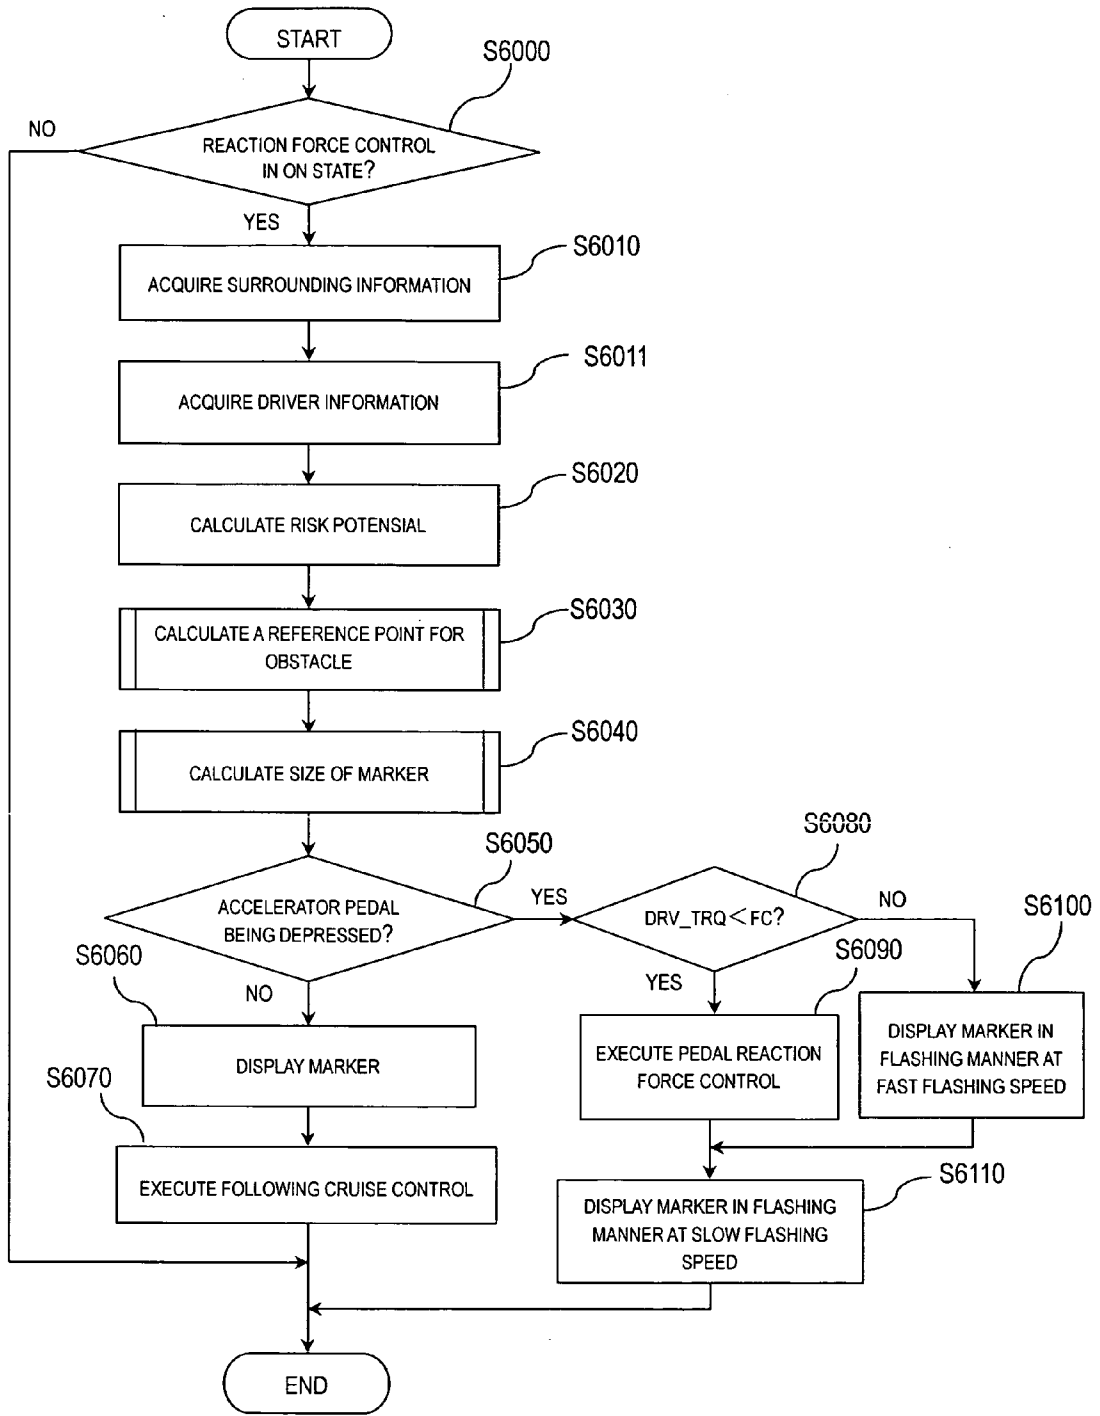 START
S6000
NO
REACTION FORCE CONTROL
IN ON STATE?
YES
S6010
ACQUIRE SURROUNDING INFORMATION
S6011
ACQUIRE DRIVER INFORMATION
S6020
CALCULATE RISK POTENSIAL
S6030
CALCULATE A REFERENCE POINT FOR
OBSTACLE
S6040
CALCULATE SIZE OF MARKER
S6050
ACCELERATOR PEDAL
BEING DEPRESSED?
YES
S6080
DRV_TRQ<FC?
NO
S6100
S6060
NO
YES
S6090
DISPLAY MARKER
EXECUTE PEDAL REACTION
FORCE CONTROL
DISPLAY MARKER IN
FLASHING MANNER AT
FAST FLASHING SPEED
S6070
EXECUTE FOLLOWING CRUISE CONTROL
S6110
DISPLAY MARKER IN FLASHING
MANNER AT SLOW FLASHING
SPEED
END